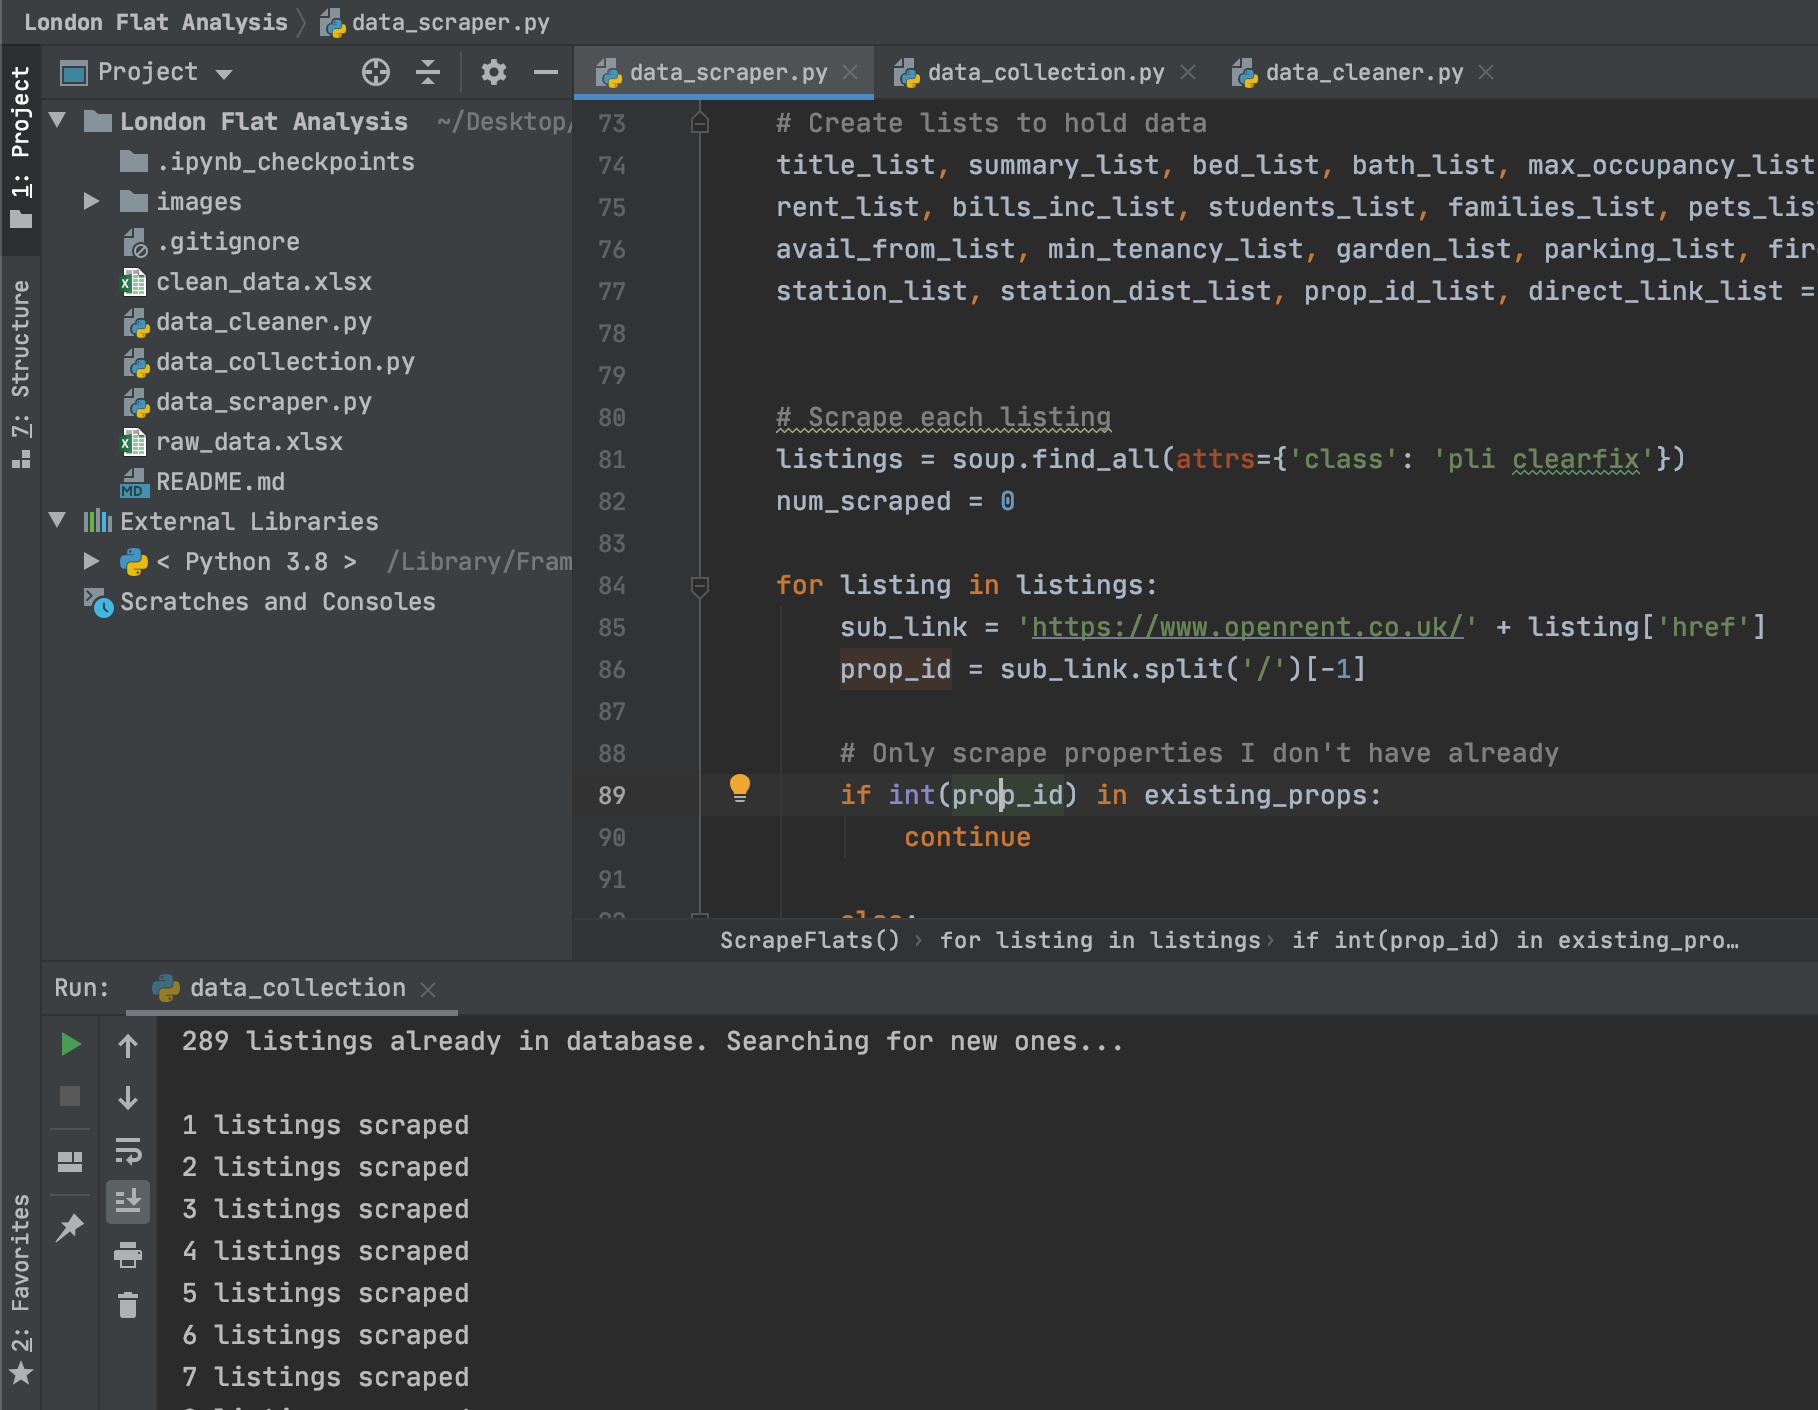 London Flat Analysis data_scraper.py
1: Project
7: Structure
2: Favorites
Project
London Flat Analysis ~/Desktop/
.ipynb_checkpoints
images
.gitignore
clean_data.xlsx
data_cleaner.py
data_collection.py
data_scraper.py
raw_data.xlsx
MD README.md
External Libraries
< Python 3.8 > /Library/Fram
Scratches and Consoles
data_scraper.py data_collection.py data_cleaner.py
73 # Create lists to hold data
74 title_list, summary_list, bed_list, bath_list, max_occupancy_list
75 rent_list, bills_inc_list, students_list, families_list, pets_lis
76 avail_from_list, min_tenancy_list, garden_list, parking_list, fir
77 station_list, station_dist_list, prop_id_list, direct_link_list =
78
79
80 # Scrape each listing
81 listings = soup.find_all(attrs={'class': 'pli clearfix'})
82 num_scraped = 0
83
84 for listing in listings:
85 sub_link = 'https://www.openrent.co.uk/' + listing['href']
86 prop_id = sub_link.split('/')[-1]
87
88 # Only scrape properties I don't have already
89 if int(prop_id) in existing_props:
90 continue
91
ScrapeFlats() › for listing in listings › if int(prop_id) in existing_pro…
Run: data_collection
289 listings already in database. Searching for new ones...
1 listings scraped
2 listings scraped
3 listings scraped
4 listings scraped
5 listings scraped
6 listings scraped
7 listings scraped